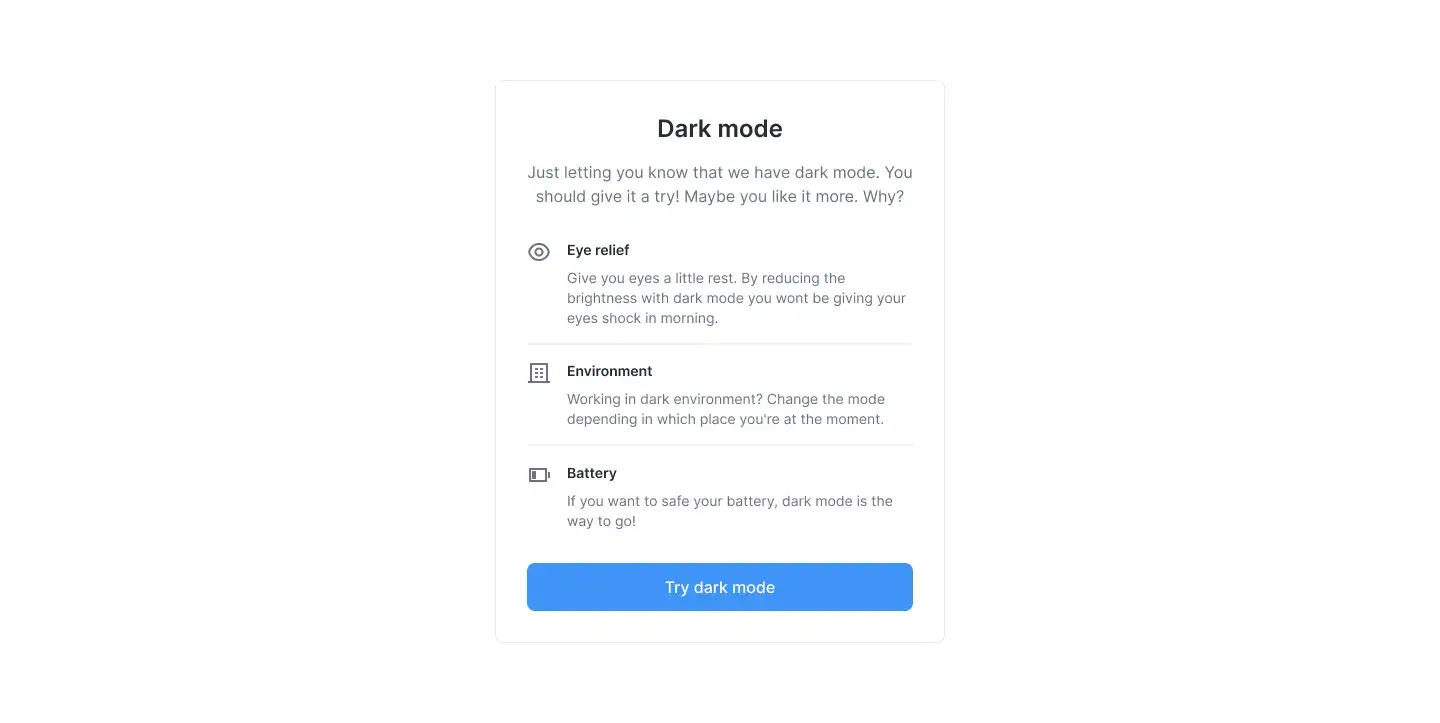 Dark mode
Just letting you know that we have dark mode. You
should give it a try! Maybe you like it more. Why?
Eye relief
Give you eyes a little rest. By reducing the
brightness with dark mode you wont be giving your
eyes shock in morning.
Environment
Working in dark environment? Change the mode
depending in which place you're at the moment.
Battery
If you want to safe your battery, dark mode is the
way to go!
Try dark mode